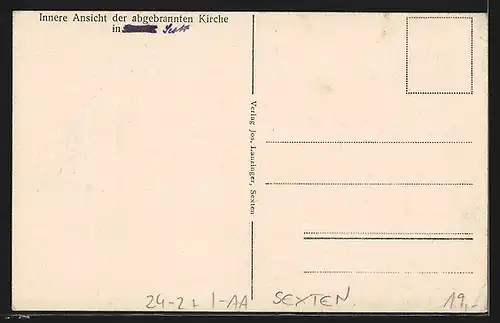 Innere Ansicht der abgebrannten Kirche
in
Verlag Jos. Lanzinger, Sexten
24-2 1-AA
SEXTEN
19,-